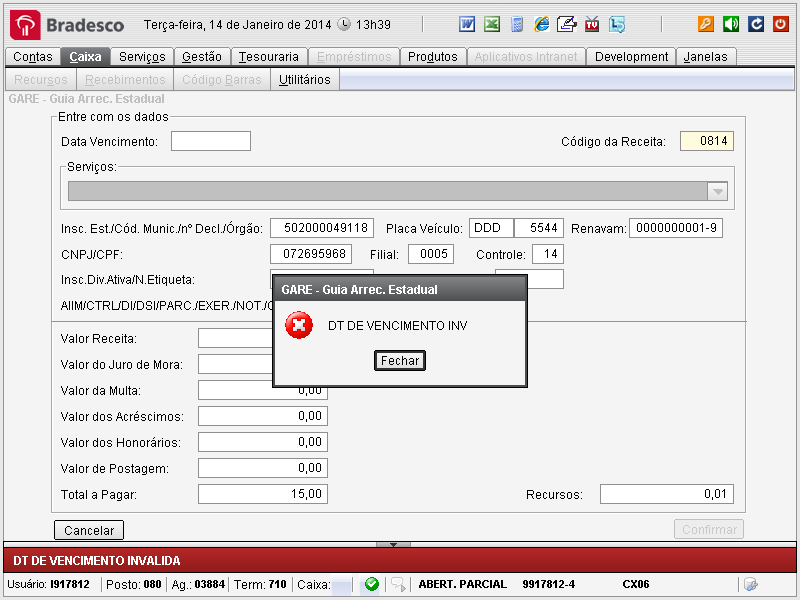 Bradesco Terça-feira, 14 de Janeiro de 2014 13h39
Contas Caixa Serviços Gestão Tesouraria Empréstimos Produtos Aplicativos Intranet Development Janelas
Recursos Recebimentos Código Barras Utilitários
GARE - Guia Arrec. Estadual
Entre com os dados
Data Vencimento: Código da Receita: 0814
Serviços:
Insc. Est./Cód. Munic./nº Decl./Órgão: 502000049118 Placa Veículo: DDD 5544 Renavam: 0000000001-9
CNPJ/CPF: 072695968 Filial: 0005 Controle: 14
Insc.Div.Ativa/N.Etiqueta:
AIIM/CTRL/DI/DSI/PARC./EXER./NOT./
GARE - Guia Arrec. Estadual
DT DE VENCIMENTO INV
Fechar
Valor Receita:
Valor do Juro de Mora:
Valor da Multa: 0,00
Valor dos Acréscimos: 0,00
Valor dos Honorários: 0,00
Valor de Postagem: 0,00
Total a Pagar: 15,00 Recursos: 0,01
Cancelar Confirmar
DT DE VENCIMENTO INVALIDA
Usuário: I917812 Posto: 080 Ag.: 03884 Term: 710 Caixa: ABERT. PARCIAL 9917812-4 CX06